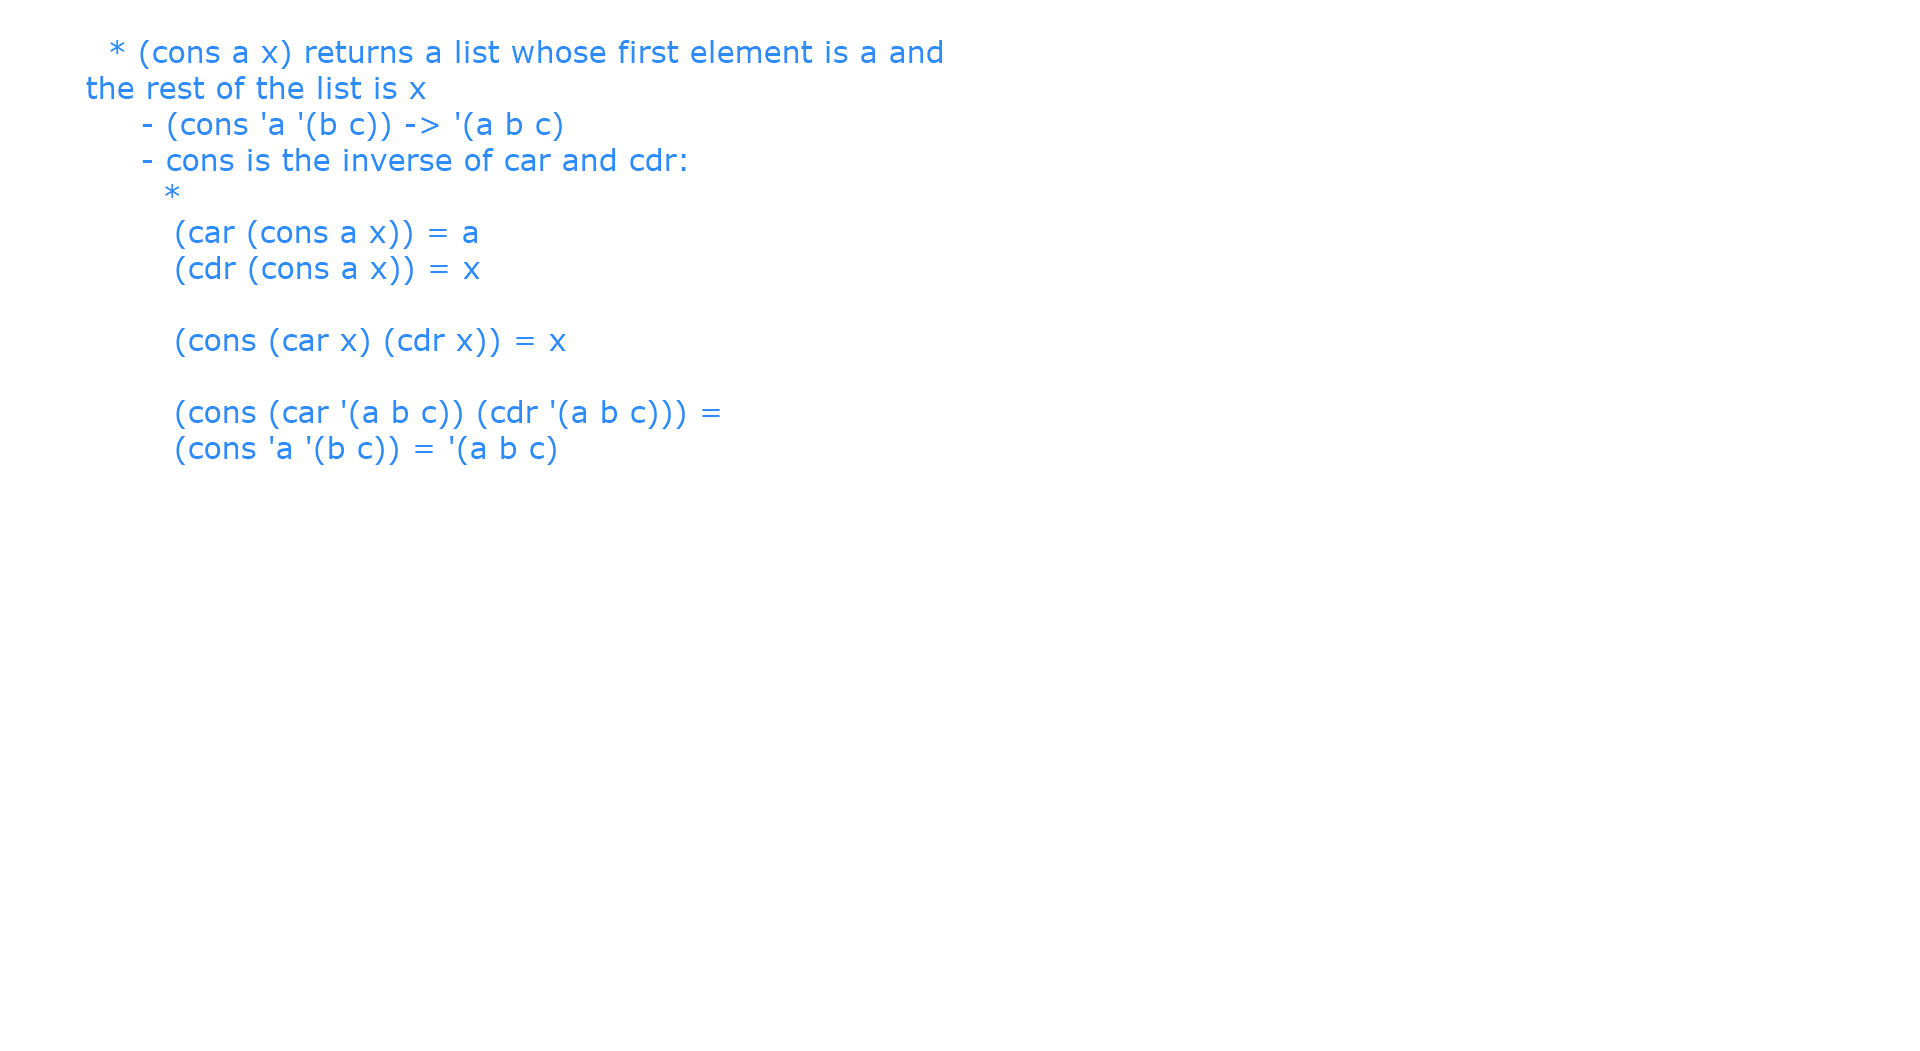 * (cons a x) returns a list whose first element is a and
the rest of the list is x
- (cons 'a '(b c)) -> '(a b c)
- cons is the inverse of car and cdr:
*
(car (cons a x)) = a
(cdr (cons a x)) = x
(cons (car x) (cdr x)) = x
(cons (car '(a b c)) (cdr '(a b c))) =
(cons 'a '(b c)) = '(a b c)